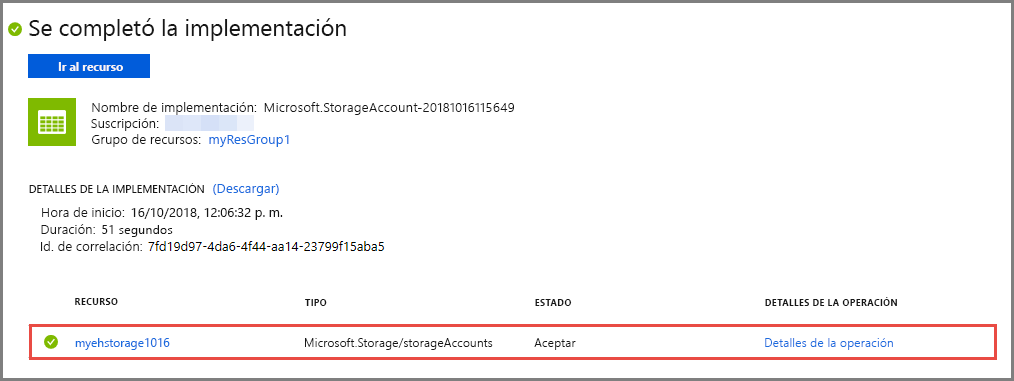 Se completó la implementación
Ir al recurso
Nombre de implementación: Microsoft.StorageAccount-20181016115649
Suscripción:
Grupo de recursos: myResGroup1
DETALLES DE LA IMPLEMENTACIÓN (Descargar)
Hora de inicio: 16/10/2018, 12:06:32 p. m.
Duración: 51 segundos
Id. de correlación: 7fd19d97-4da6-4f44-aa14-23799f15aba5
RECURSO TIPO ESTADO DETALLES DE LA OPERACIÓN
myehstorage1016 Microsoft.Storage/storageAccounts Aceptar Detalles de la operación